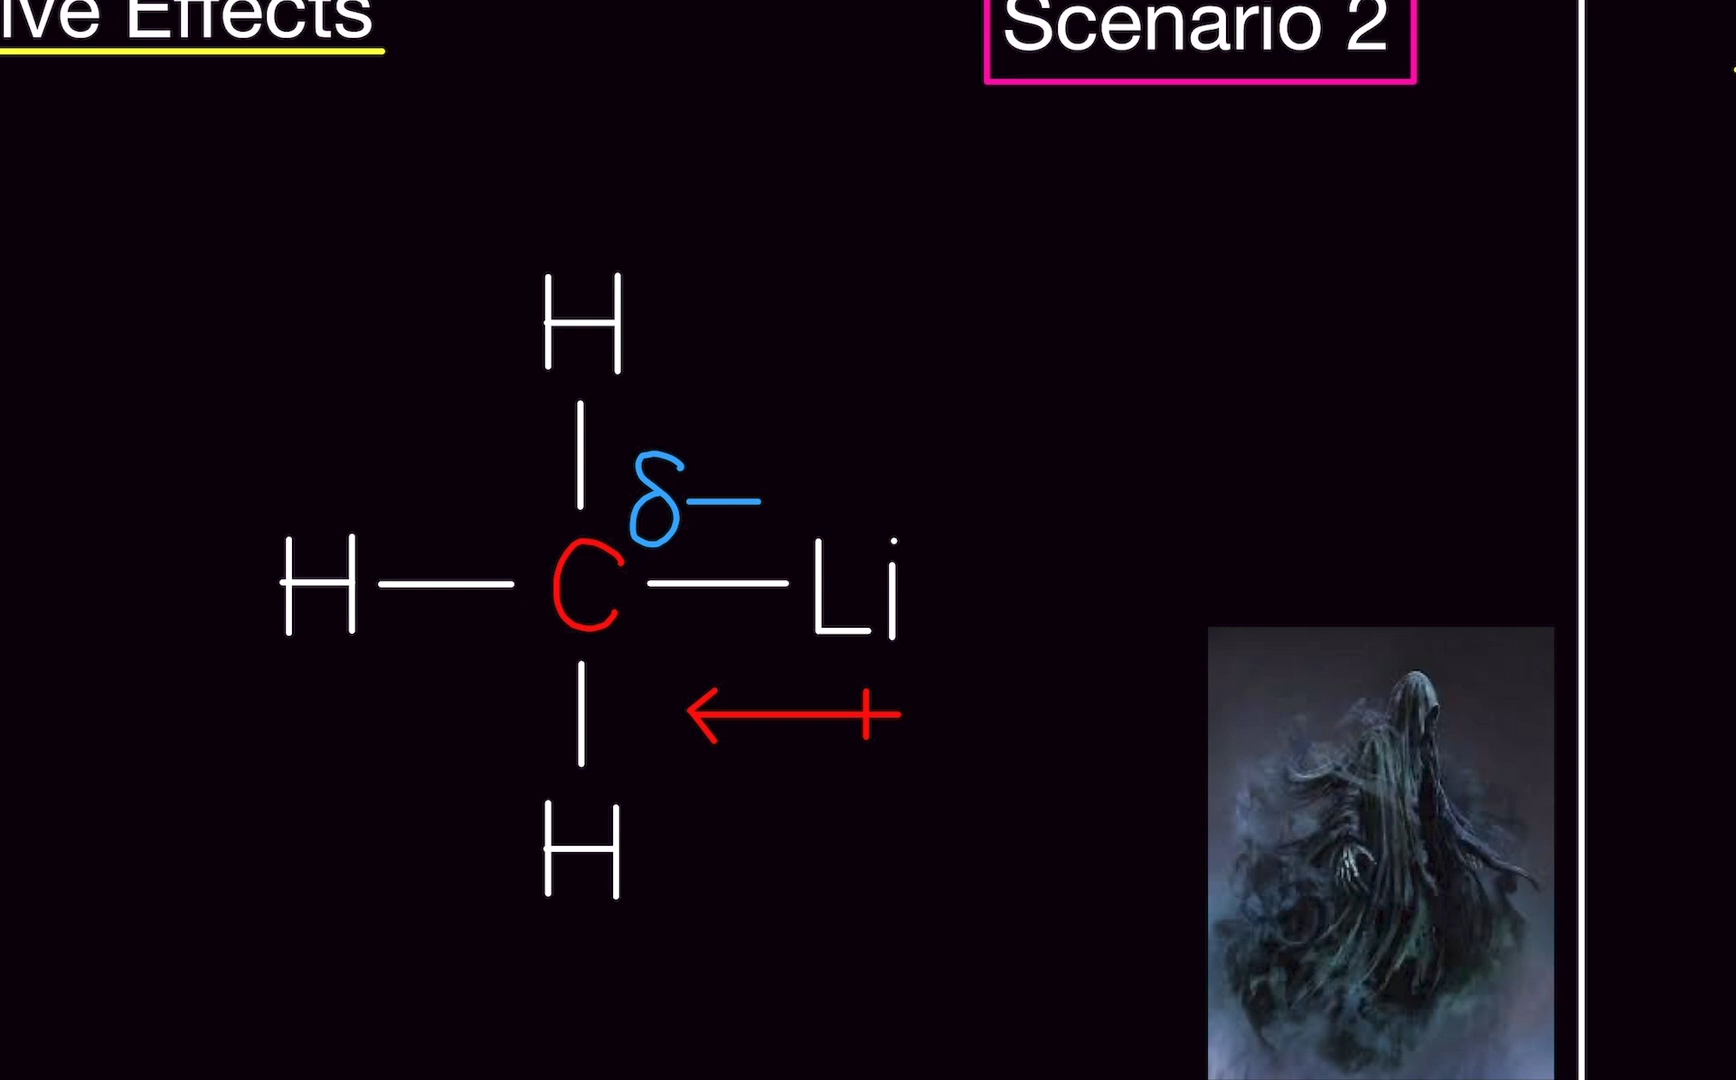 ive Effects
Scenario 2
H
δ−
H — C — Li
H